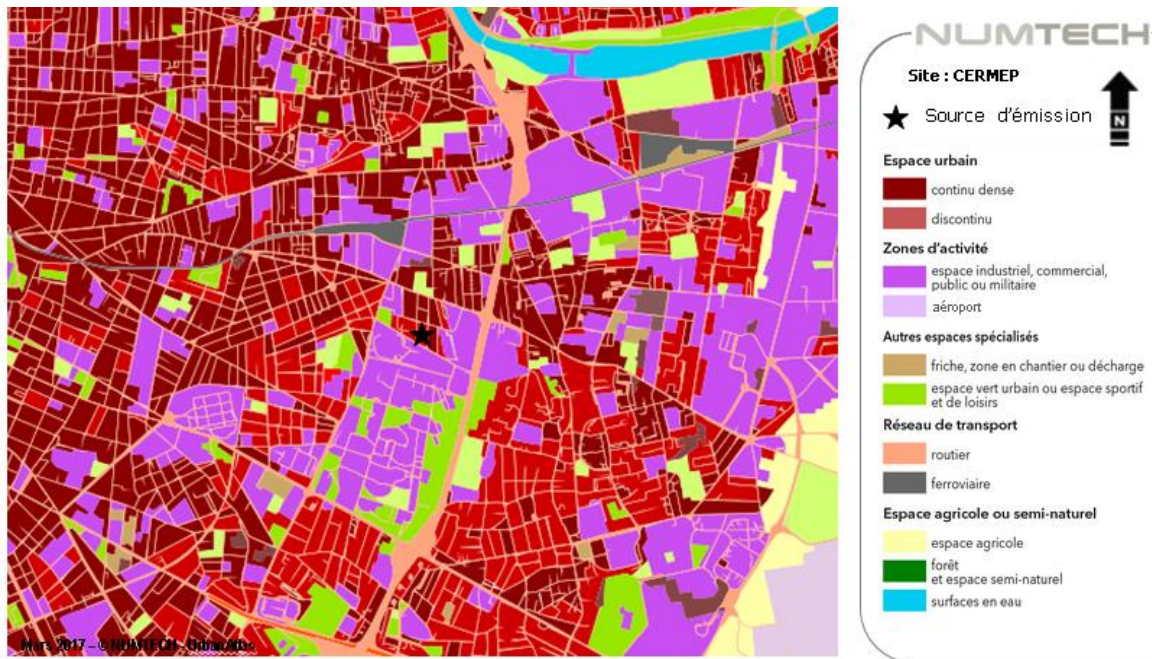 NUMTECH
Site : CERMEP
Source d'émission
N
Espace urbain
continu dense
discontinu
Zones d'activité
espace industriel, commercial,
public ou militaire
aéroport
Autres espaces spécialisés
friche, zone en chantier ou décharge
espace vert urbain ou espace sportif
et de loisirs
Réseau de transport
routier
ferroviaire
Espace agricole ou semi-naturel
espace agricole
forêt
et espace semi-naturel
surfaces en eau
Mars 2017 – © NUMTECH - UrbanAtlas